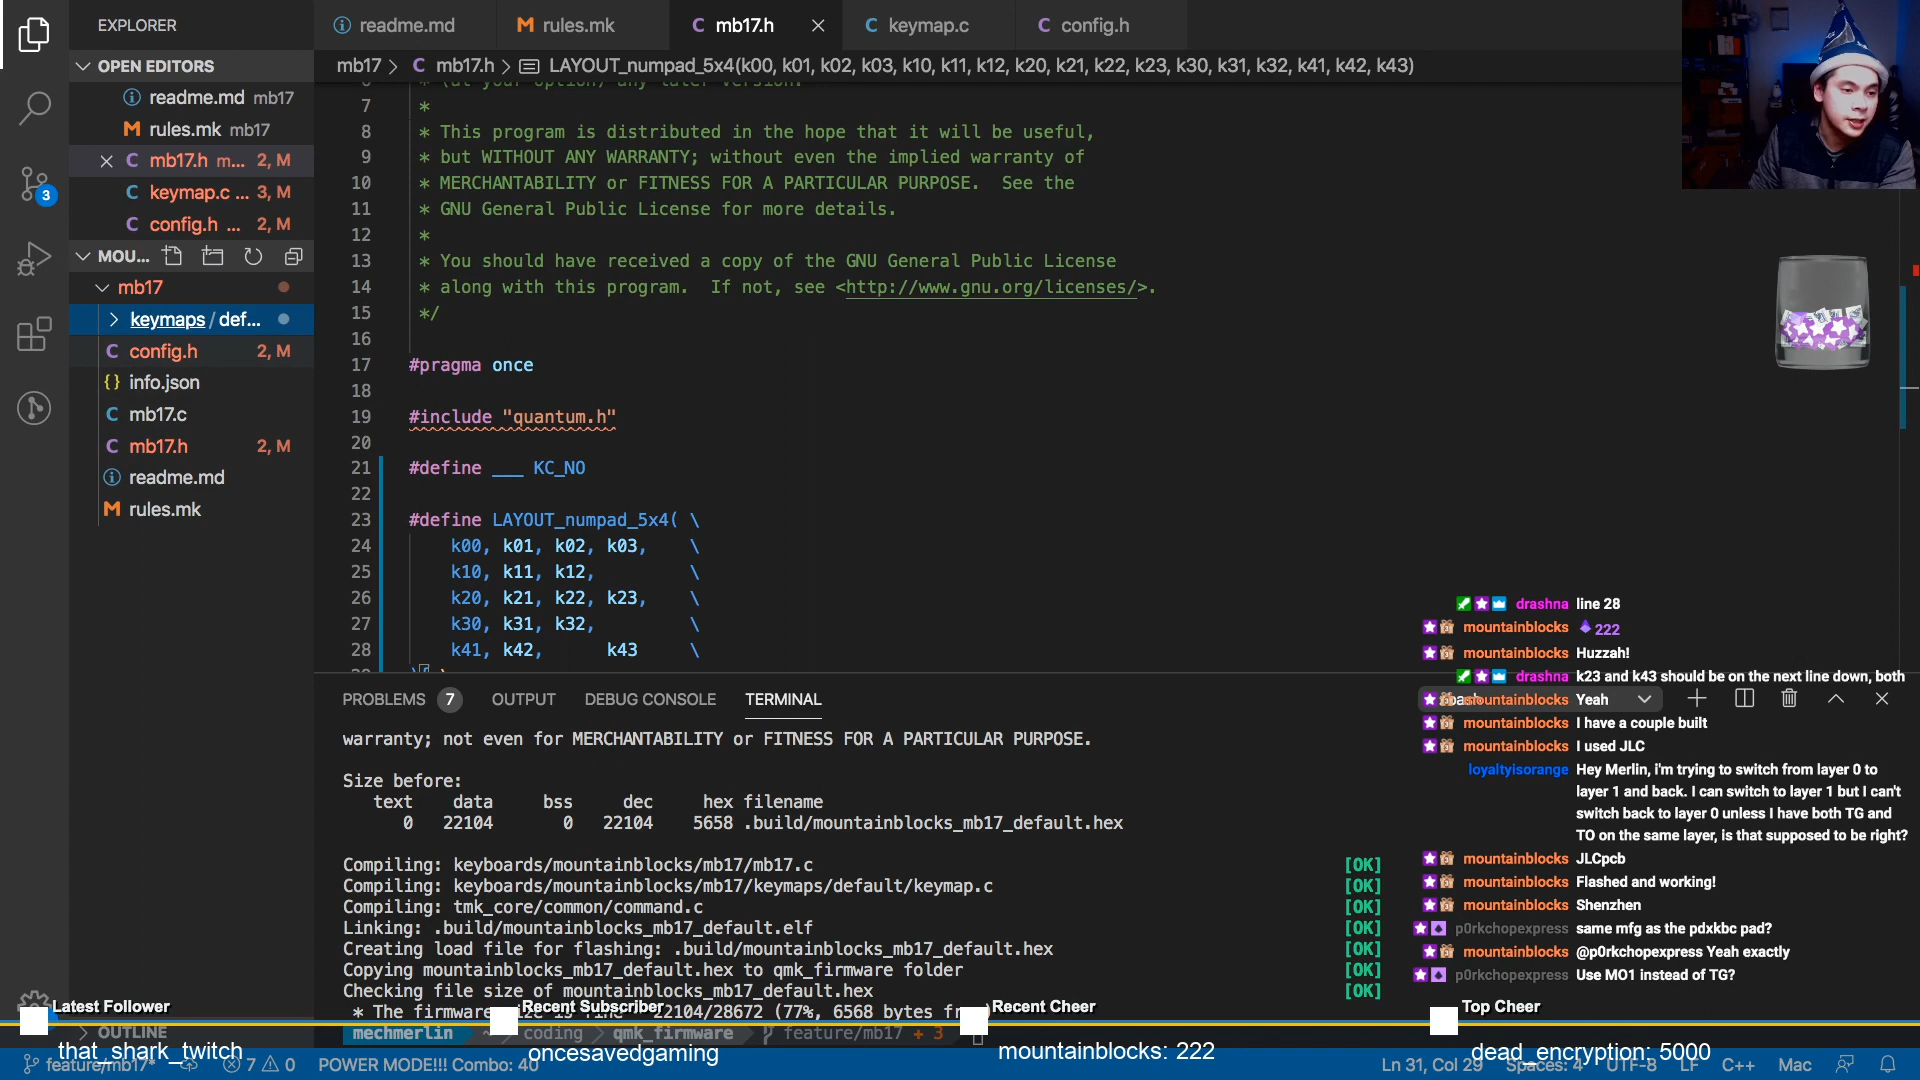 EXPLORER
readme.md
rules.mk
mb17.h
keymap.c
config.h
OPEN EDITORS
mb17 > C mb17.h > LAYOUT_numpad_5x4(k00, k01, k02, k03, k10, k11, k12, k20, k21, k22, k23, k30, k31, k32, k41, k42, k43)
readme.md mb17
rules.mk mb17
mb17.h m... 2, M
keymap.c ... 3, M
config.h ... 2, M
3
MOU...
mb17
keymaps / def...
config.h 2, M
info.json
mb17.c
mb17.h 2, M
readme.md
rules.mk
7 *
8 * This program is distributed in the hope that it will be useful,
9 * but WITHOUT ANY WARRANTY; without even the implied warranty of
10 * MERCHANTABILITY or FITNESS FOR A PARTICULAR PURPOSE.  See the
11 * GNU General Public License for more details.
12 *
13 * You should have received a copy of the GNU General Public License
14 * along with this program.  If not, see <http://www.gnu.org/licenses/>.
15 */
16
17 #pragma once
18
19 #include "quantum.h"
20
21 #define ___ KC_NO
22
23 #define LAYOUT_numpad_5x4( \
24 k00, k01, k02, k03, \
25 k10, k11, k12, \
26 k20, k21, k22, k23, \
27 k30, k31, k32, \
28 k41, k42, k43 \
drashna line 28
mountainblocks 222
mountainblocks Huzzah!
drashna k23 and k43 should be on the next line down, both
mountainblocks Yeah
mountainblocks I have a couple built
mountainblocks I used JLC
loyaltyisorange Hey Merlin, i'm trying to switch from layer 0 to
layer 1 and back. I can switch to layer 1 but I can't
switch back to layer 0 unless I have both TG and
TO on the same layer, is that supposed to be right?
mountainblocks JLCpcb
mountainblocks Flashed and working!
mountainblocks Shenzhen
p0rkchopexpress same mfg as the pdxkbc pad?
mountainblocks @p0rkchopexpress Yeah exactly
p0rkchopexpress Use MO1 instead of TG?
PROBLEMS 7 OUTPUT DEBUG CONSOLE TERMINAL
warranty; not even for MERCHANTABILITY or FITNESS FOR A PARTICULAR PURPOSE.
Size before:
text data bss dec hex filename
0 22104 0 22104 5658 .build/mountainblocks_mb17_default.hex
Compiling: keyboards/mountainblocks/mb17/mb17.c [OK]
Compiling: keyboards/mountainblocks/mb17/keymaps/default/keymap.c [OK]
Compiling: tmk_core/common/command.c [OK]
Linking: .build/mountainblocks_mb17_default.elf [OK]
Creating load file for flashing: .build/mountainblocks_mb17_default.hex [OK]
Copying mountainblocks_mb17_default.hex to qmk_firmware folder [OK]
Checking file size of mountainblocks_mb17_default.hex [OK]
* The firmware 22104/28672 (77%, 6568 bytes
mechmerlin coding qmk_firmware feature/mb17 + 3
Latest Follower
that_shark_twitch
Recent Subscriber
oncesavedgaming
Recent Cheer
mountainblocks: 222
Top Cheer
dead_encryption: 5000
OUTLINE
feature/mb17* 7 0 POWER MODE!!! Combo: 40
Ln 31, Col 29 Spaces: 4 UTF-8 LF C++ Mac